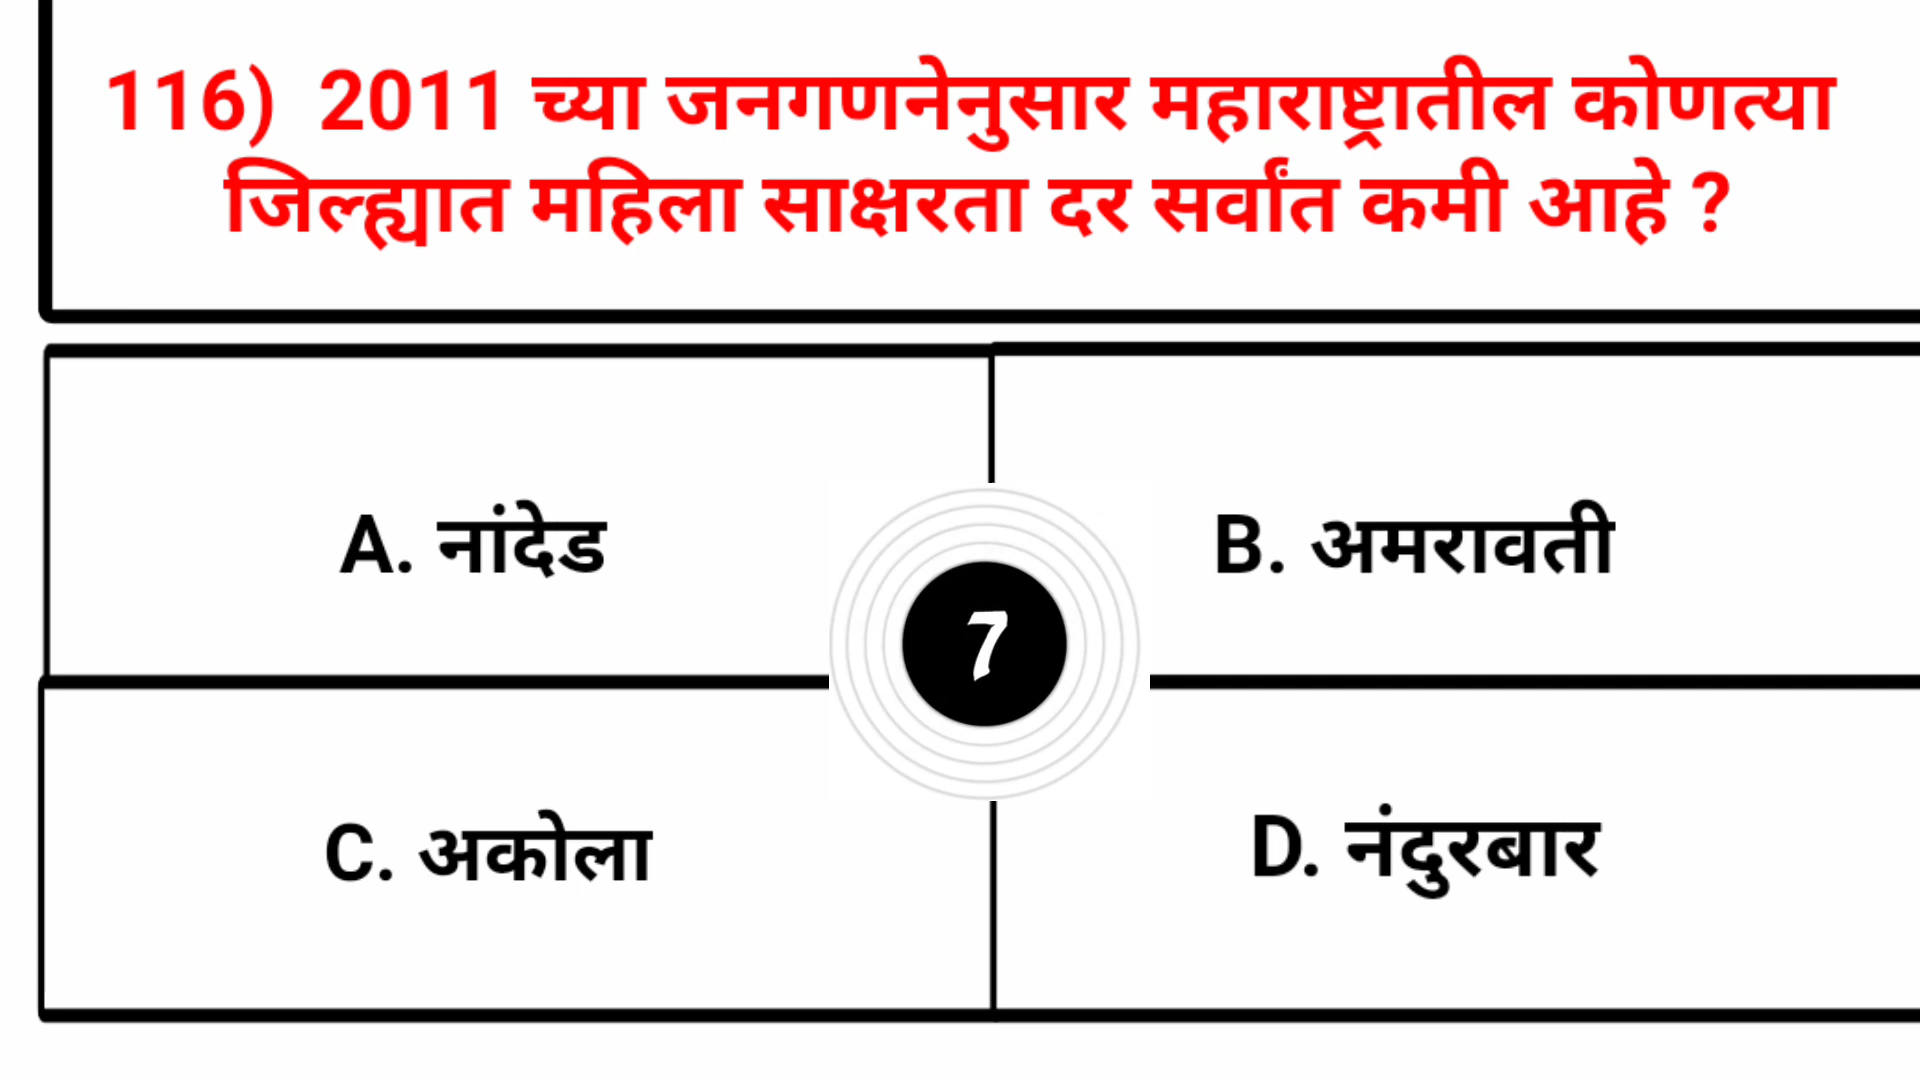 116) 2011 च्या जनगणनेनुसार महाराष्ट्रातील कोणत्या
जिल्ह्यात महिला साक्षरता दर सर्वांत कमी आहे ?
A. नांदेड
B. अमरावती
7
C. अकोला
D. नंदुरबार